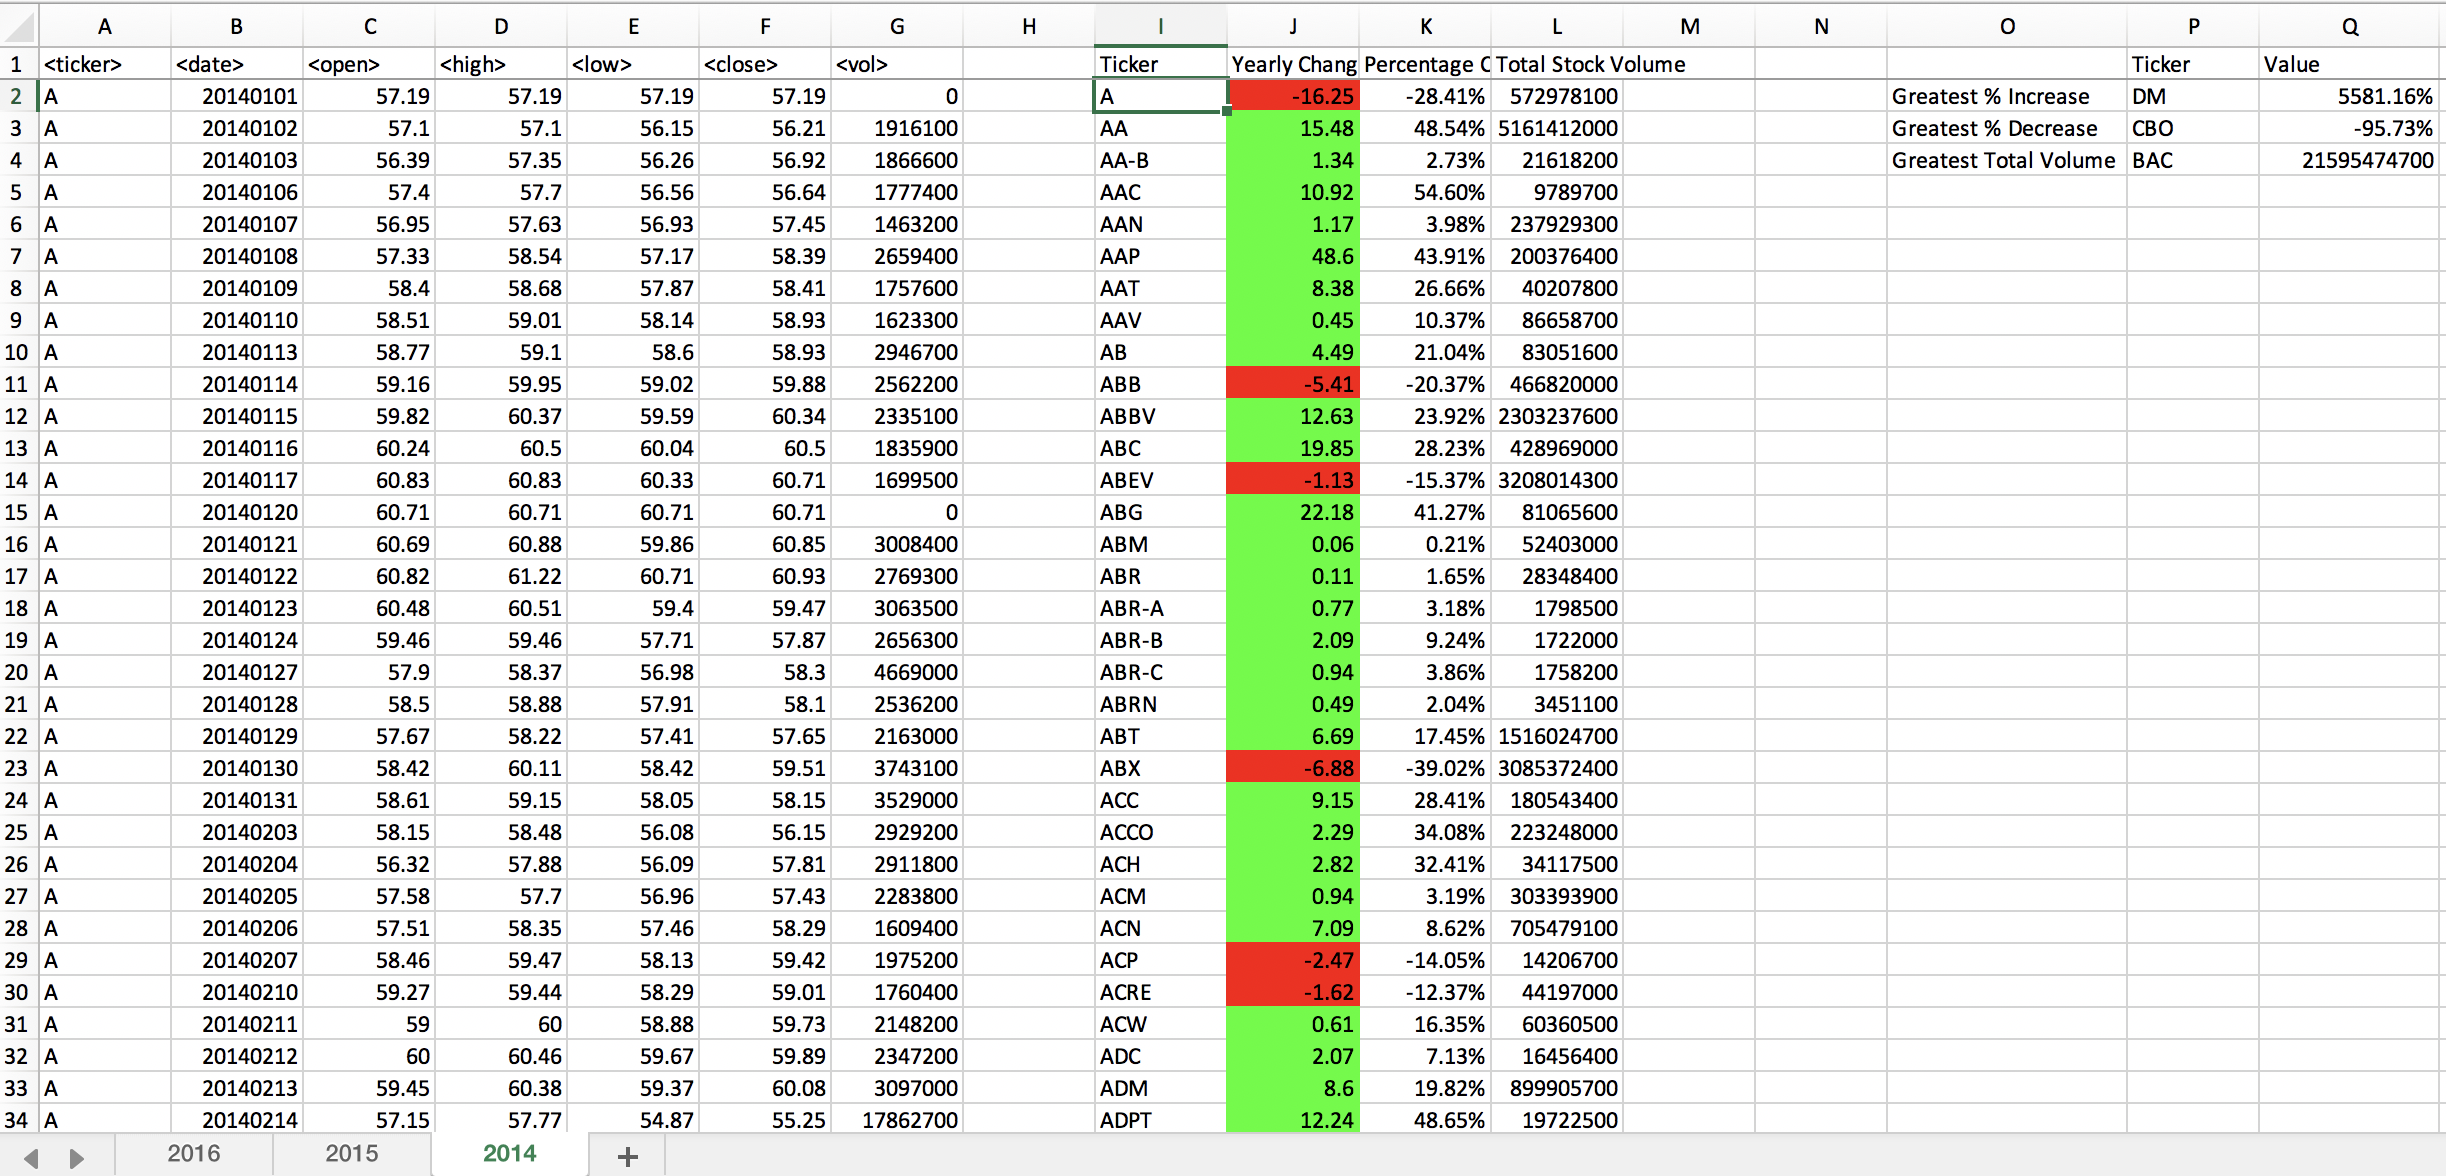 A B C D E F G H I J K L M N O P Q
1 <ticker> <date> <open> <high> <low> <close> <vol> Ticker Yearly Chang Percentage C Total Stock Volume Ticker Value
2 A 20140101 57.19 57.19 57.19 57.19 0 A -16.25 -28.41% 572978100 Greatest % Increase DM 5581.16%
3 A 20140102 57.1 57.1 56.15 56.21 1916100 AA 15.48 48.54% 5161412000 Greatest % Decrease CBO -95.73%
4 A 20140103 56.39 57.35 56.26 56.92 1866600 AA-B 1.34 2.73% 21618200 Greatest Total Volume BAC 21595474700
5 A 20140106 57.4 57.7 56.56 56.64 1777400 AAC 10.92 54.60% 9789700
6 A 20140107 56.95 57.63 56.93 57.45 1463200 AAN 1.17 3.98% 237929300
7 A 20140108 57.33 58.54 57.17 58.39 2659400 AAP 48.6 43.91% 200376400
8 A 20140109 58.4 58.68 57.87 58.41 1757600 AAT 8.38 26.66% 40207800
9 A 20140110 58.51 59.01 58.14 58.93 1623300 AAV 0.45 10.37% 86658700
10 A 20140113 58.77 59.1 58.6 58.93 2946700 AB 4.49 21.04% 83051600
11 A 20140114 59.16 59.95 59.02 59.88 2562200 ABB -5.41 -20.37% 466820000
12 A 20140115 59.82 60.37 59.59 60.34 2335100 ABBV 12.63 23.92% 2303237600
13 A 20140116 60.24 60.5 60.04 60.5 1835900 ABC 19.85 28.23% 428969000
14 A 20140117 60.83 60.83 60.33 60.71 1699500 ABEV -1.13 -15.37% 3208014300
15 A 20140120 60.71 60.71 60.71 60.71 0 ABG 22.18 41.27% 81065600
16 A 20140121 60.69 60.88 59.86 60.85 3008400 ABM 0.06 0.21% 52403000
17 A 20140122 60.82 61.22 60.71 60.93 2769300 ABR 0.11 1.65% 28348400
18 A 20140123 60.48 60.51 59.4 59.47 3063500 ABR-A 0.77 3.18% 1798500
19 A 20140124 59.46 59.46 57.71 57.87 2656300 ABR-B 2.09 9.24% 1722000
20 A 20140127 57.9 58.37 56.98 58.3 4669000 ABR-C 0.94 3.86% 1758200
21 A 20140128 58.5 58.88 57.91 58.1 2536200 ABRN 0.49 2.04% 3451100
22 A 20140129 57.67 58.22 57.41 57.65 2163000 ABT 6.69 17.45% 1516024700
23 A 20140130 58.42 60.11 58.42 59.51 3743100 ABX -6.88 -39.02% 3085372400
24 A 20140131 58.61 59.15 58.05 58.15 3529000 ACC 9.15 28.41% 180543400
25 A 20140203 58.15 58.48 56.08 56.15 2929200 ACCO 2.29 34.08% 223248000
26 A 20140204 56.32 57.88 56.09 57.81 2911800 ACH 2.82 32.41% 34117500
27 A 20140205 57.58 57.7 56.96 57.43 2283800 ACM 0.94 3.19% 303393900
28 A 20140206 57.51 58.35 57.46 58.29 1609400 ACN 7.09 8.62% 705479100
29 A 20140207 58.46 59.47 58.13 59.42 1975200 ACP -2.47 -14.05% 14206700
30 A 20140210 59.27 59.44 58.29 59.01 1760400 ACRE -1.62 -12.37% 44197000
31 A 20140211 59 60 58.88 59.73 2148200 ACW 0.61 16.35% 60360500
32 A 20140212 60 60.46 59.67 59.89 2347200 ADC 2.07 7.13% 16456400
33 A 20140213 59.45 60.38 59.37 60.08 3097000 ADM 8.6 19.82% 899905700
34 A 20140214 57.15 57.77 54.87 55.25 17862700 ADPT 12.24 48.65% 19722500
2016 2015 2014 +